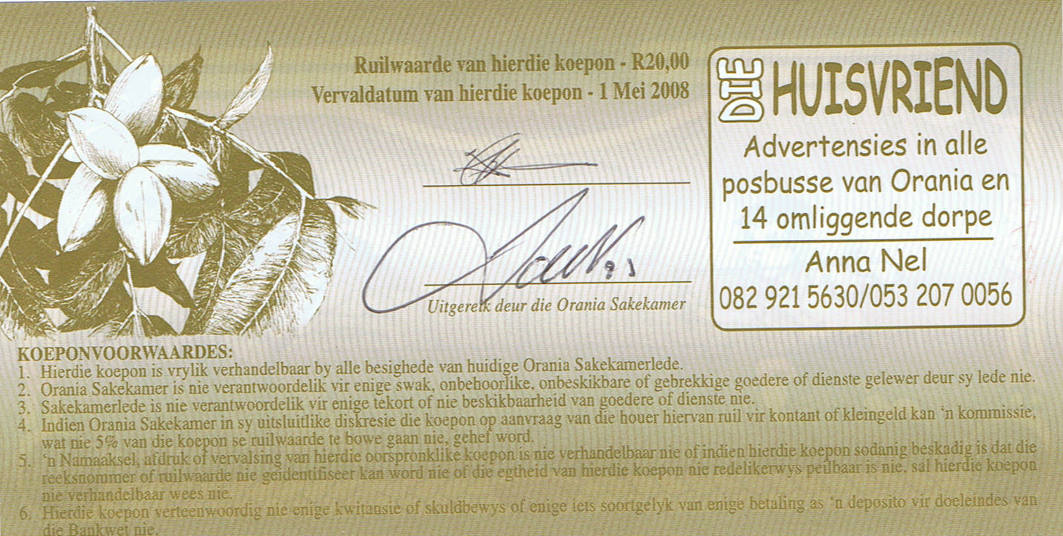 Ruilwaarde van hierdie koepon - R20,00
Vervaldatum van hierdie koepon - 1 Mei 2008
Uitgereik deur die Orania Sakekamer
DIE HUISVRIEND
Advertensies in alle
posbusse van Orania en
14 omliggende dorpe
Anna Nel
082 921 5630/053 207 0056
KOEPONVOORWAARDES:
1. Hierdie koepon is vrylik verhandelbaar by alle besighede van huidige Orania Sakekamerlede.
2. Orania Sakekamer is nie verantwoordelik vir enige swak, onbehoorlike, onbeskikbare of gebrekkige goedere of dienste gelewer deur sy lede nie.
3. Sakekamerlede is nie verantwoordelik vir enige tekort of nie beskikbaarheid van goedere of dienste nie.
4. Indien Orania Sakekamer in sy uitsluitlike diskresie die koepon op aanvraag van die houer hiervan ruil vir kontant of kleingeld kan 'n kommissie,
wat nie 5% van die koepon se ruilwaarde te bowe gaan nie, gehef word.
5. 'n Namaaksel, afdruk of vervalsing van hierdie oorspronklike koepon is nie verhandelbaar nie of indien hierdie koepon sodanig beskadig is dat die
reeksnommer of ruilwaarde nie geidentifiseer kan word nie of die egtheid van hierdie koepon nie redelikerwys peilbaar is nie, sal hierdie koepon
nie verhandelbaar wees nie.
6. Hierdie koepon verteenwoordig nie enige kwitansie of skuldbewys of enige iets soortgelyk van enige betaling as 'n deposito vir doeleindes van
die Bankwet nie.